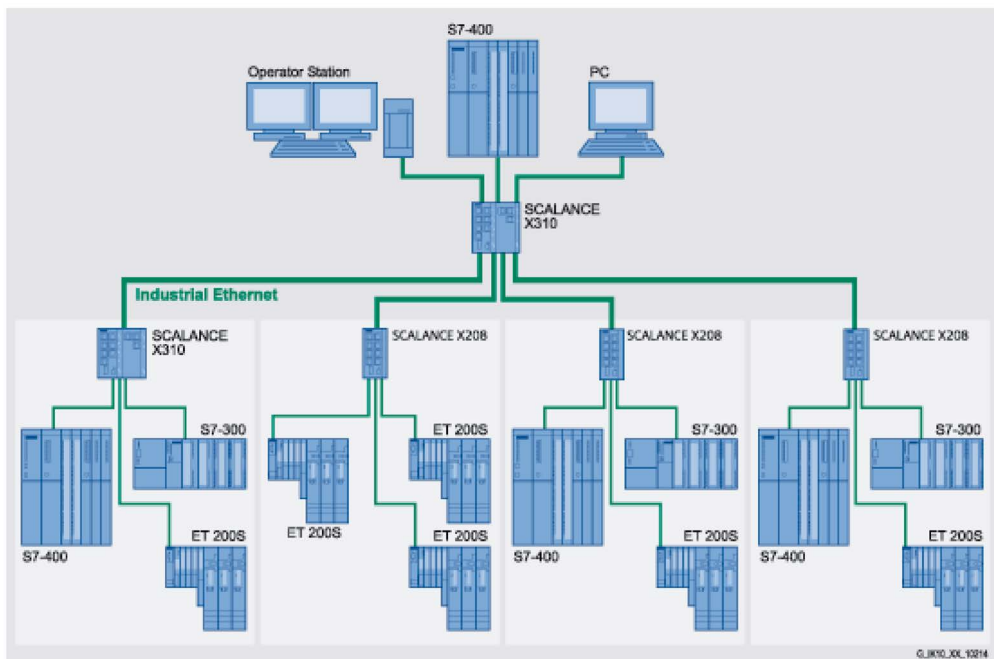 S7-400
Operator Station
PC
SCALANCE
X310
Industrial Ethernet
SCALANCE
X310
SCALANCE X208
SCALANCE X208
SCALANCE X208
S7-300
ET 200S
S7-300
S7-300
ET 200S
S7-400
ET 200S
ET 200S
S7-400
ET 200S
S7-400
ET 200S
G_IK10_XX_10214